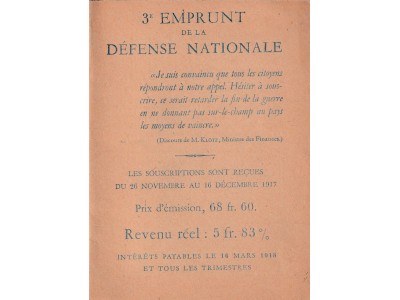 3ᵉ EMPRUNT
DE LA
DÉFENSE NATIONALE
«Je suis convaincu que tous les citoyens
répondront à notre appel. Hésiter à sous-
crire, ce serait retarder la fin de la guerre
en ne donnant pas sur-le-champ au pays
les moyens de vaincre.»
(Discours de M. KLOTZ, Ministre des Finances.)
LES SOUSCRIPTIONS SONT REÇUES
DU 26 NOVEMBRE AU 16 DÉCEMBRE 1917
Prix d'émission, 68 fr. 60.
Revenu réel : 5 fr. 83 %
INTÉRÊTS PAYABLES LE 16 MARS 1918
ET TOUS LES TRIMESTRES